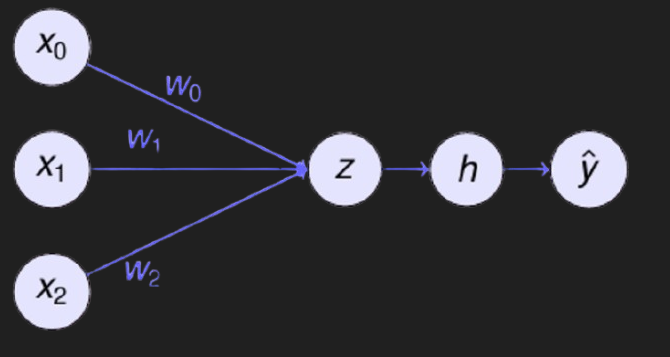 x₀
w₀
w₁
x₁
z
h
ŷ
w₂
x₂